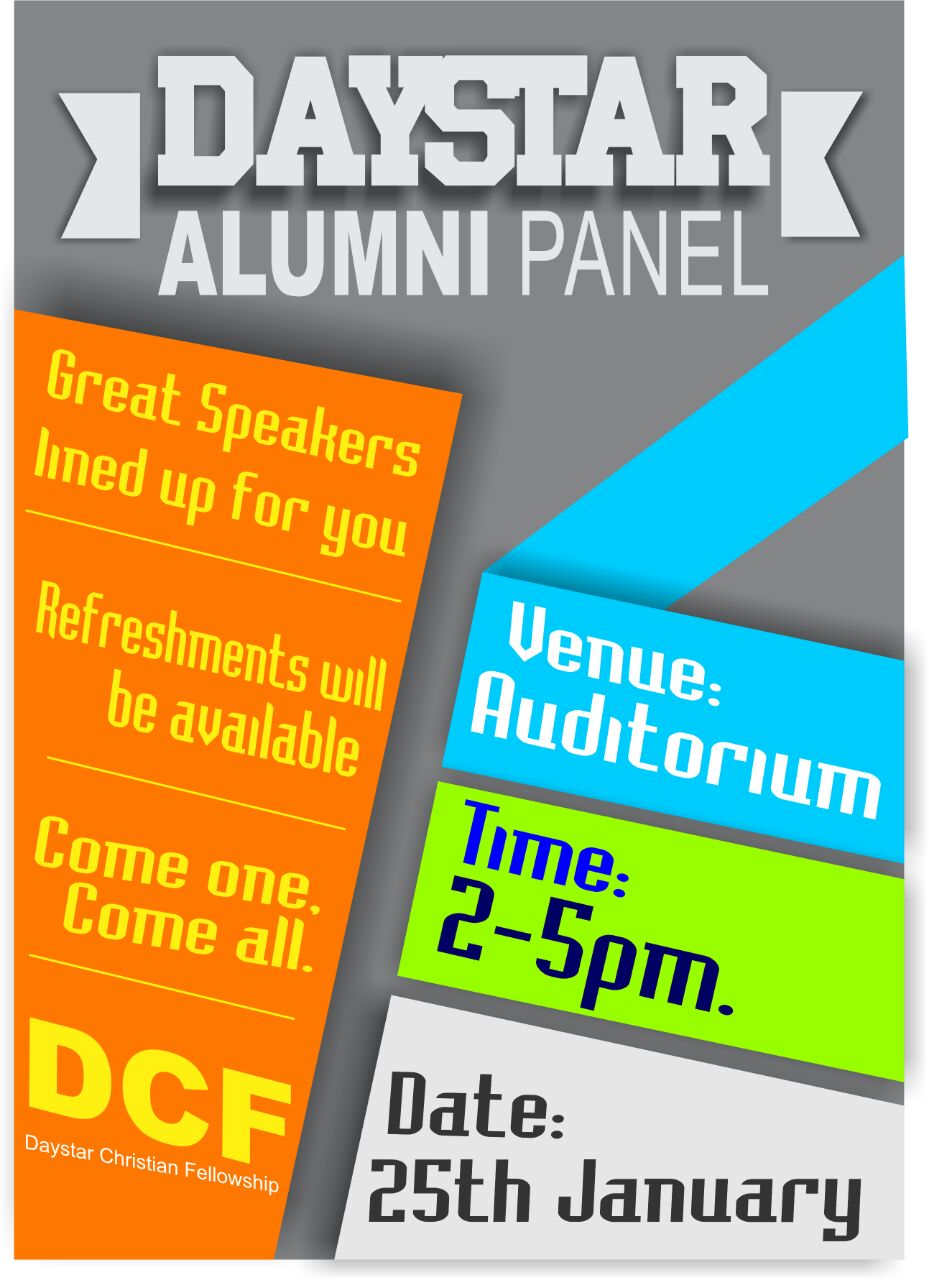 DAYSTAR
ALUMNI PANEL
Great Speakers
lined up for you
Refreshments will
be available
Come one,
Come all.
DCF
Daystar Christian Fellowship
Venue:
Auditorium
Time:
2-5pm.
Date:
25th January